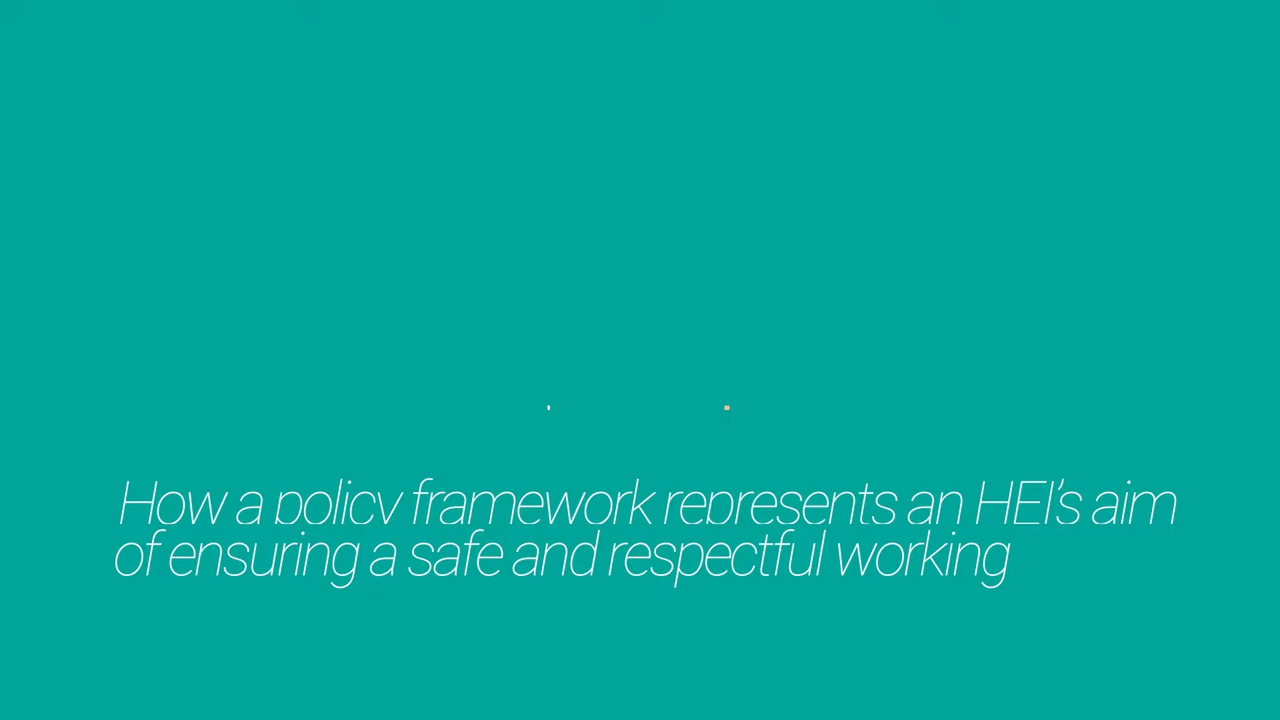 How a policy framework represents an HEI’s aim
of ensuring a safe and respectful working